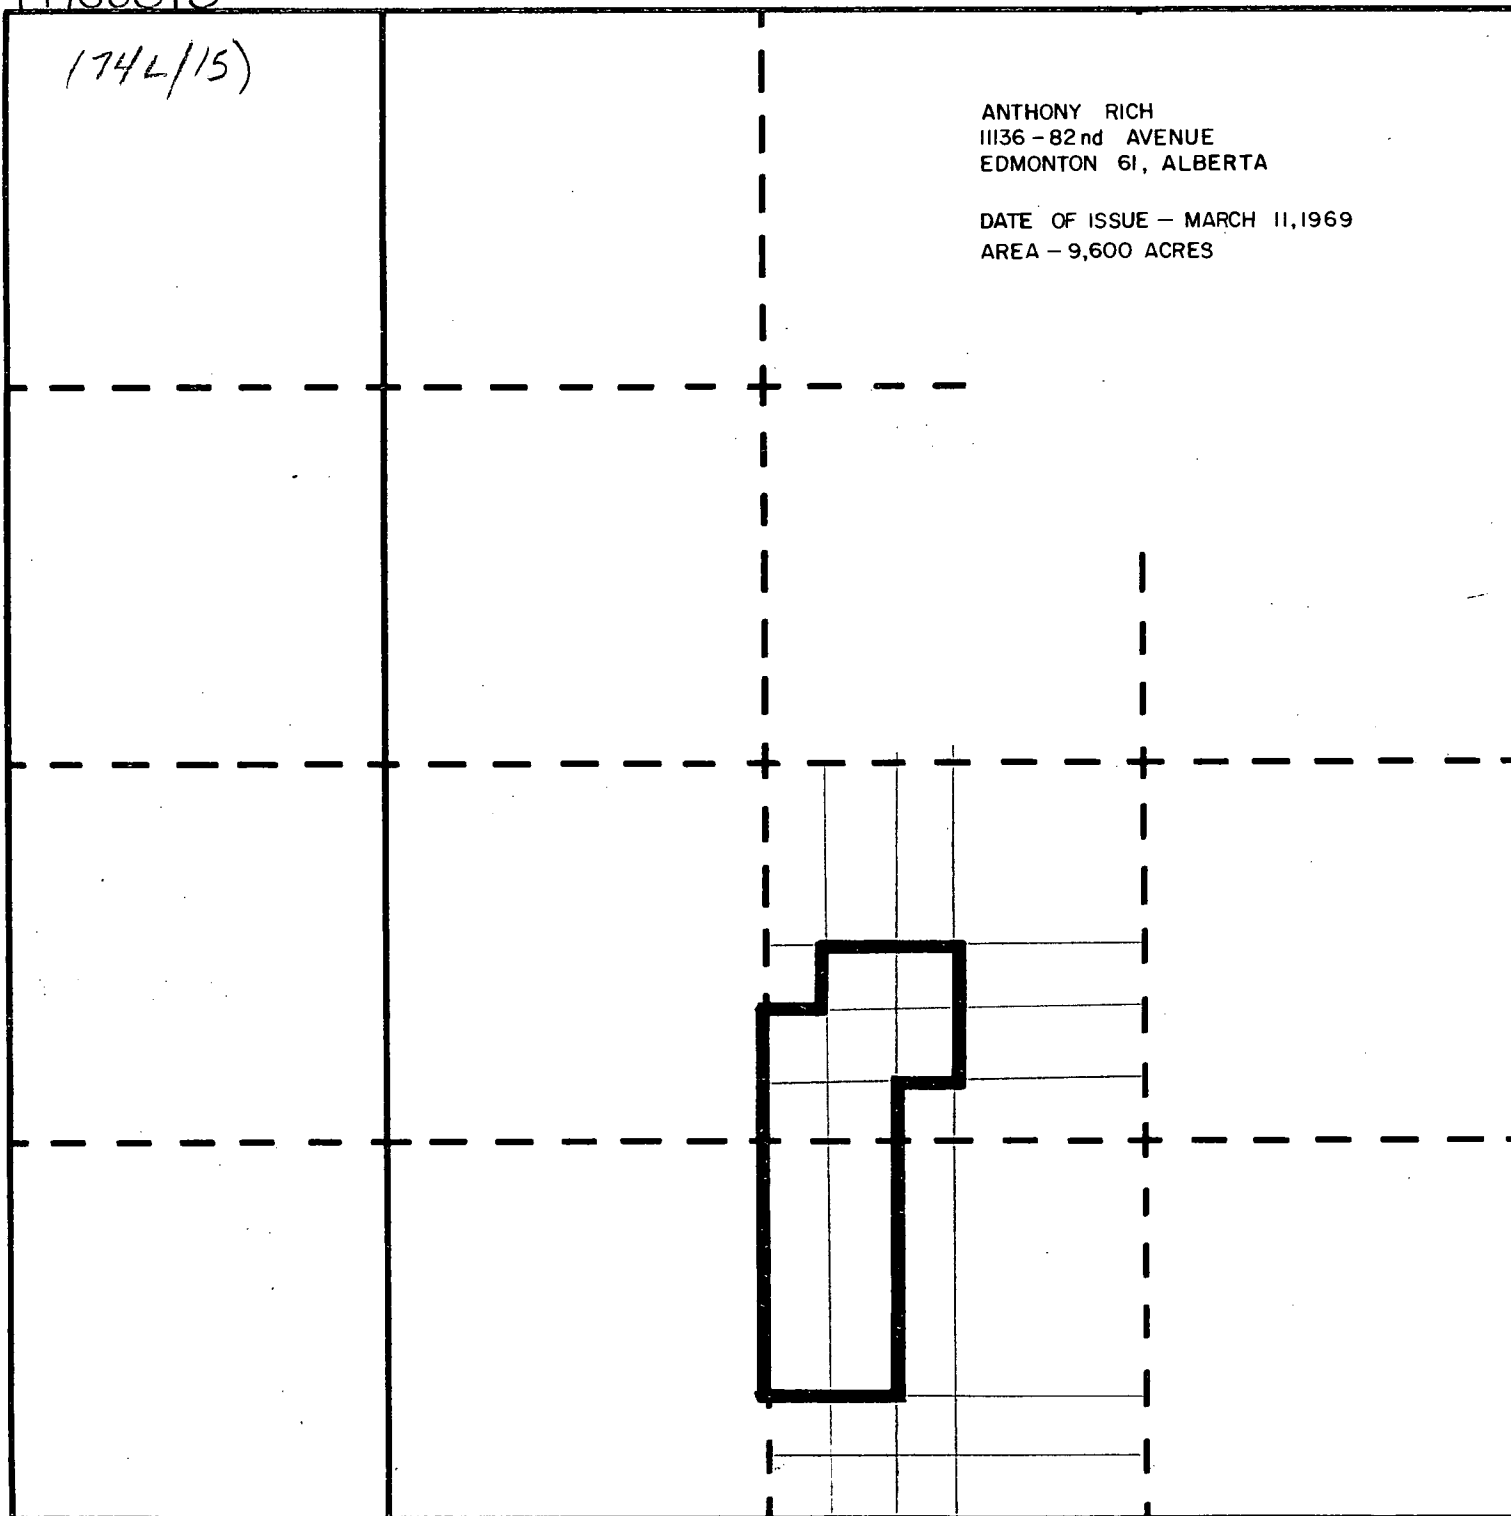 (74L/15)
ANTHONY RICH
11136 - 82nd AVENUE
EDMONTON 61, ALBERTA
DATE OF ISSUE — MARCH 11, 1969
AREA — 9,600 ACRES